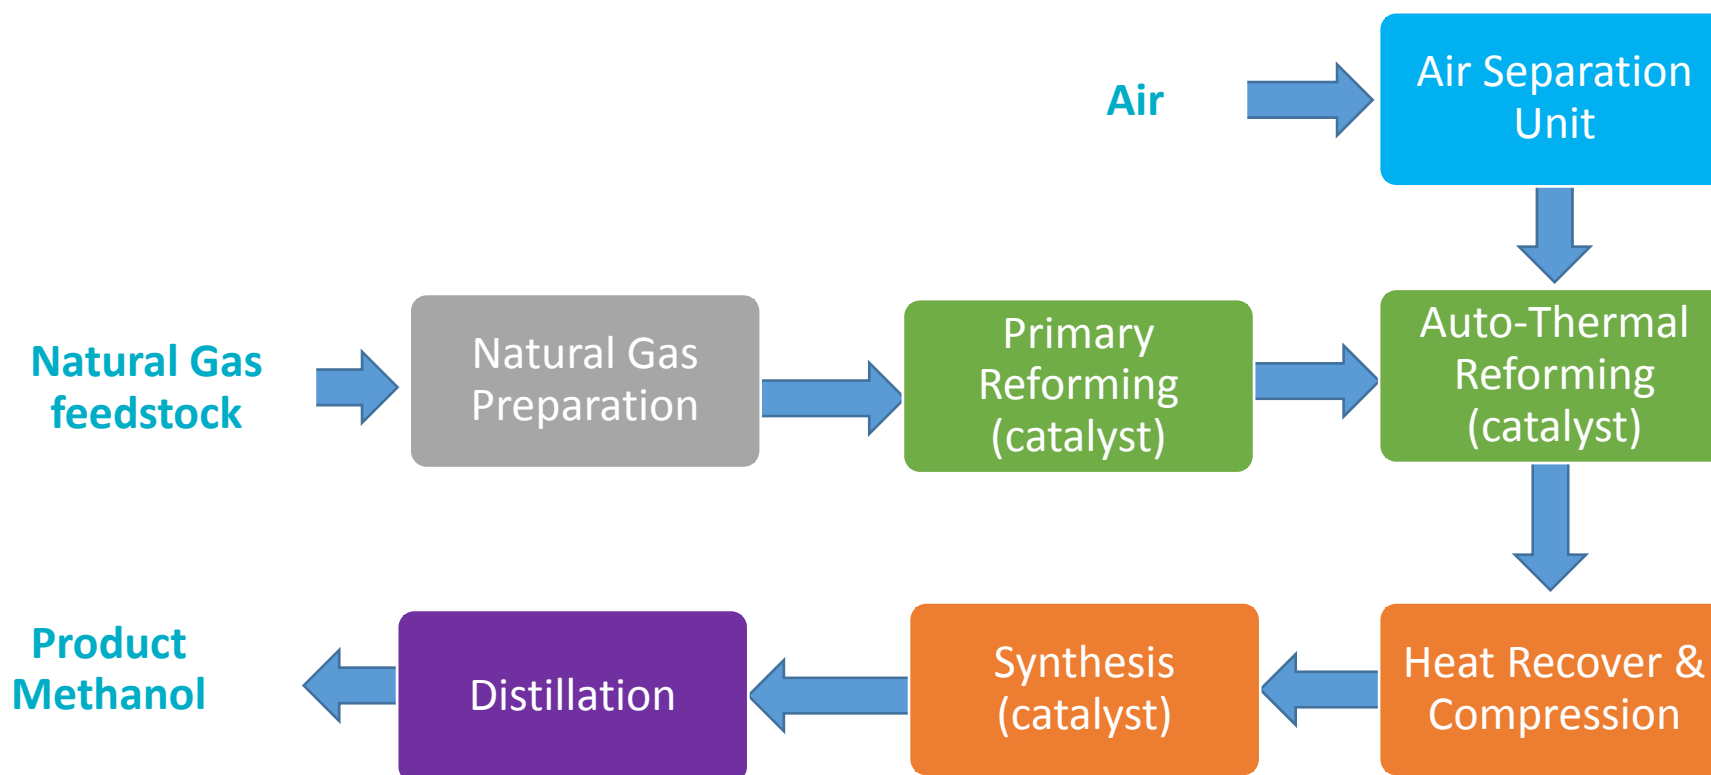 Air
Air Separation
Unit
Natural Gas
feedstock
Natural Gas
Preparation
Primary
Reforming
(catalyst)
Auto-Thermal
Reforming
(catalyst)
Product
Methanol
Distillation
Synthesis
(catalyst)
Heat Recover &
Compression